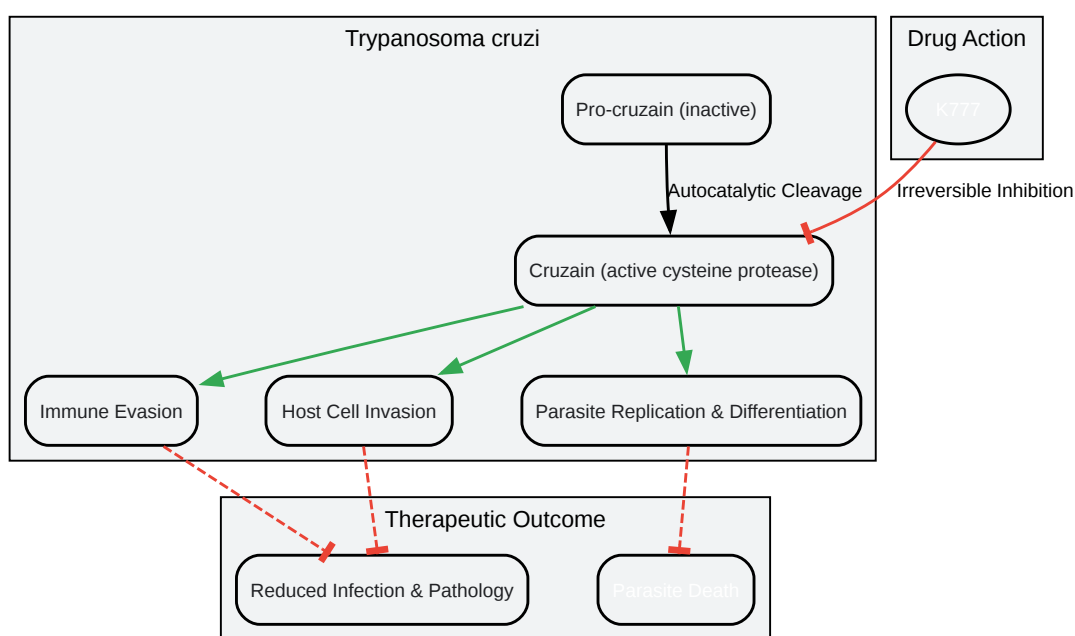 Trypanosoma cruzi
Drug Action
Pro-cruzain (inactive)
K777
Autocatalytic Cleavage
Irreversible Inhibition
Cruzain (active cysteine protease)
Immune Evasion
Host Cell Invasion
Parasite Replication & Differentiation
Therapeutic Outcome
Reduced Infection & Pathology
Parasite Death